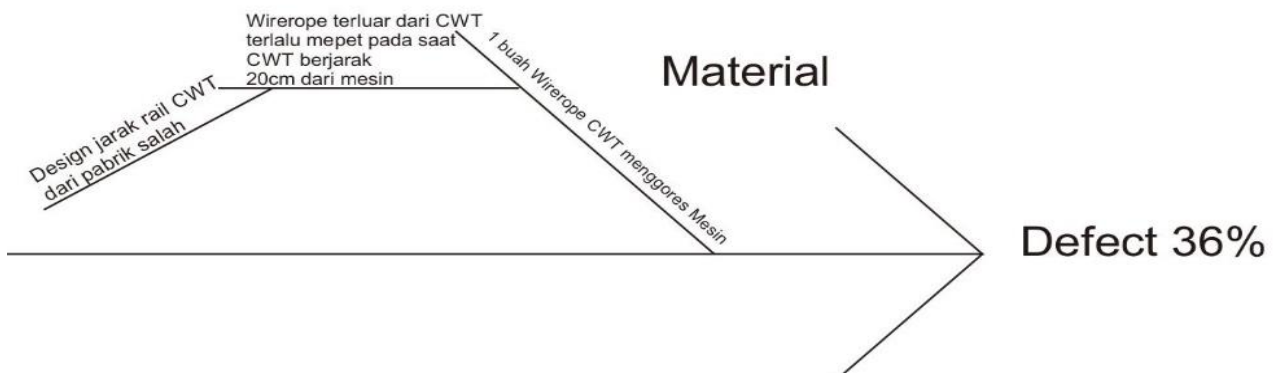 Wirerope terluar dari CWT
terlalu mepet pada saat
CWT berjarak
20cm dari mesin
Design jarak rail CWT
dari pabrik salah
1 buah Wirerope CWT menggores Mesin
Material
Defect 36%